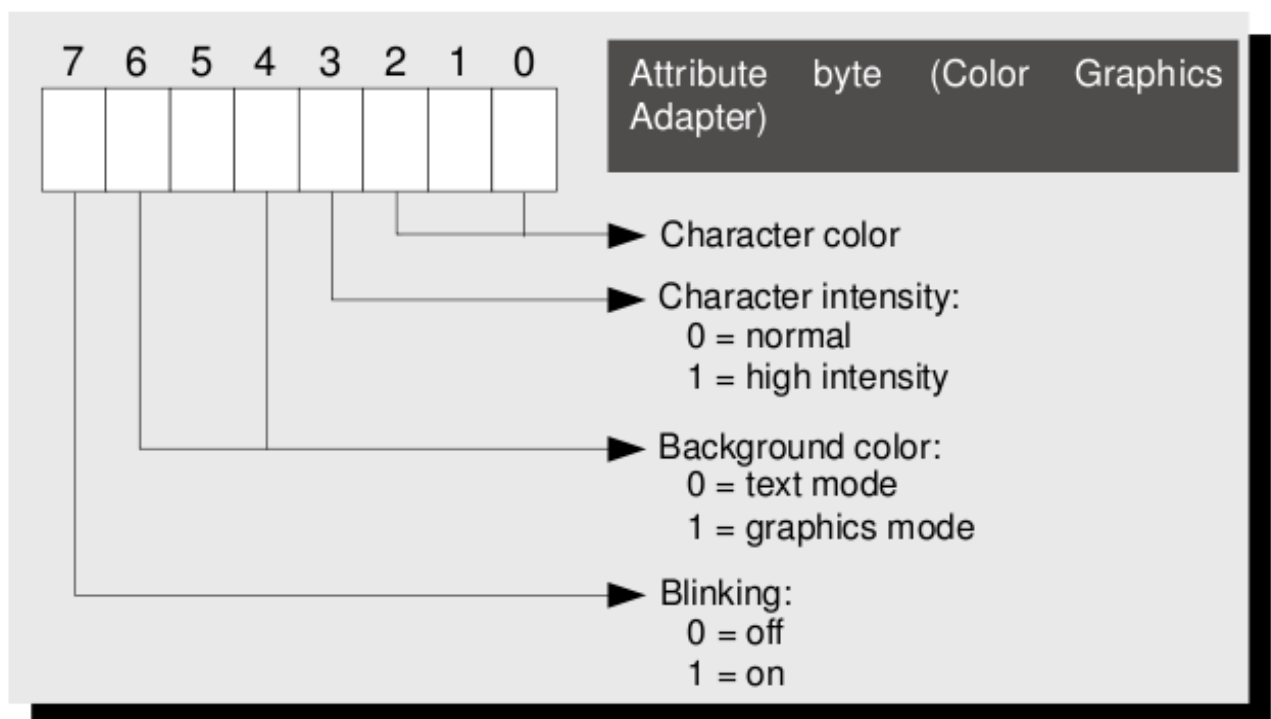 7 6 5 4 3 2 1 0
Attribute byte (Color Graphics
Adapter)
Character color
Character intensity:
0 = normal
1 = high intensity
Background color:
0 = text mode
1 = graphics mode
Blinking:
0 = off
1 = on